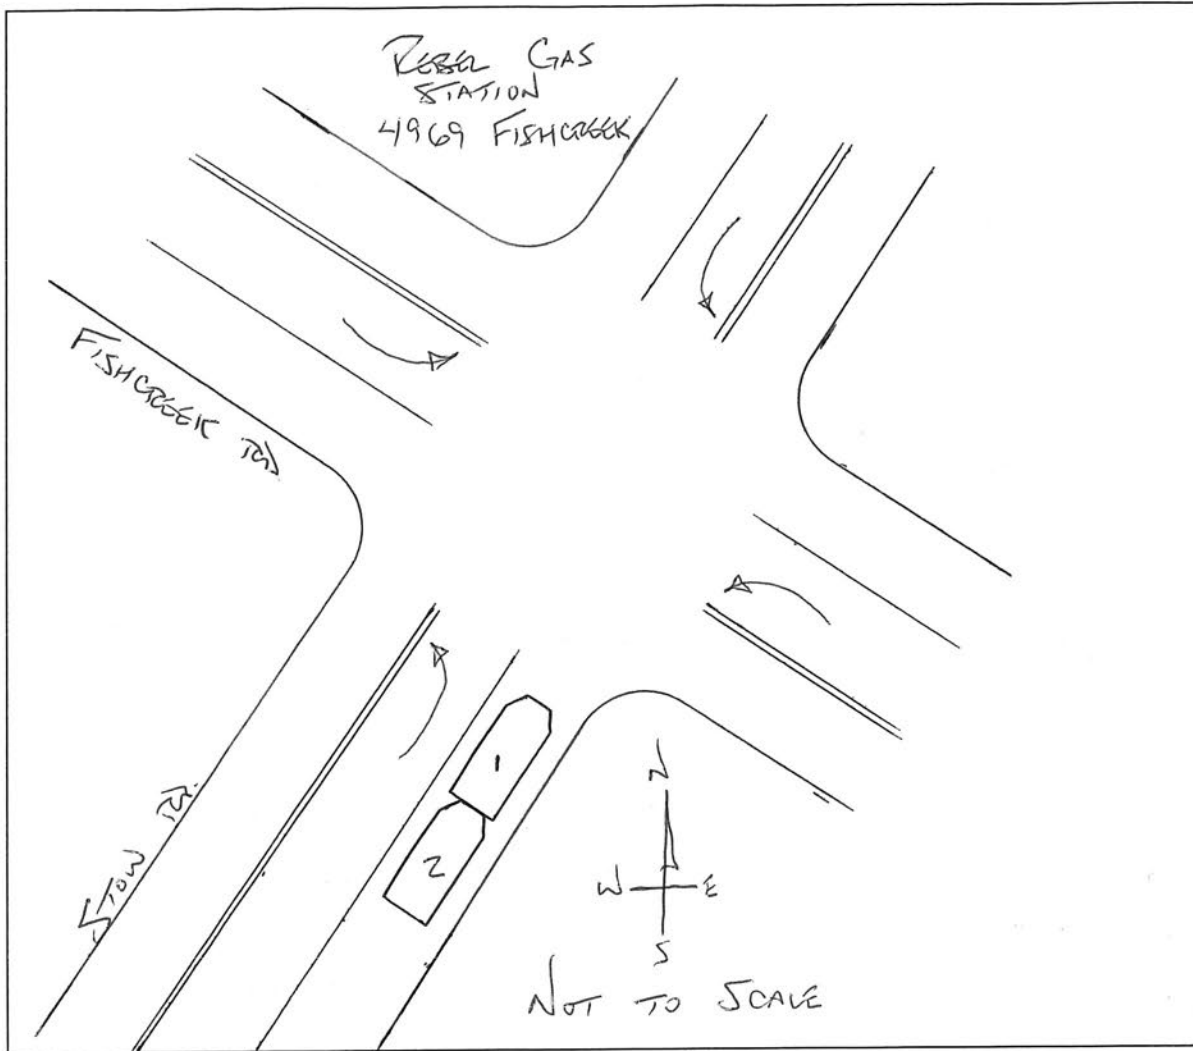 REBEL GAS
STATION
4969 FISHCREEK
FISHCREEK RD
STOW RD.
1
2
N
W E
S
NOT TO SCALE